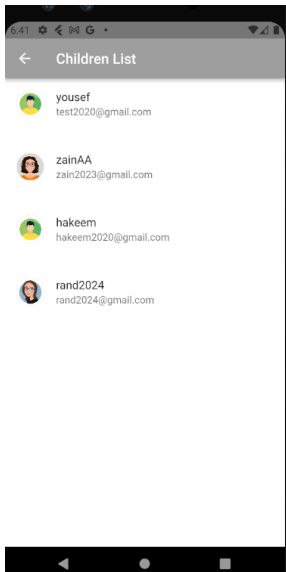 6:41
Children List
yousef
test2020@gmail.com
zainAA
zain2023@gmail.com
hakeem
hakeem2020@gmail.com
rand2024
rand2024@gmail.com